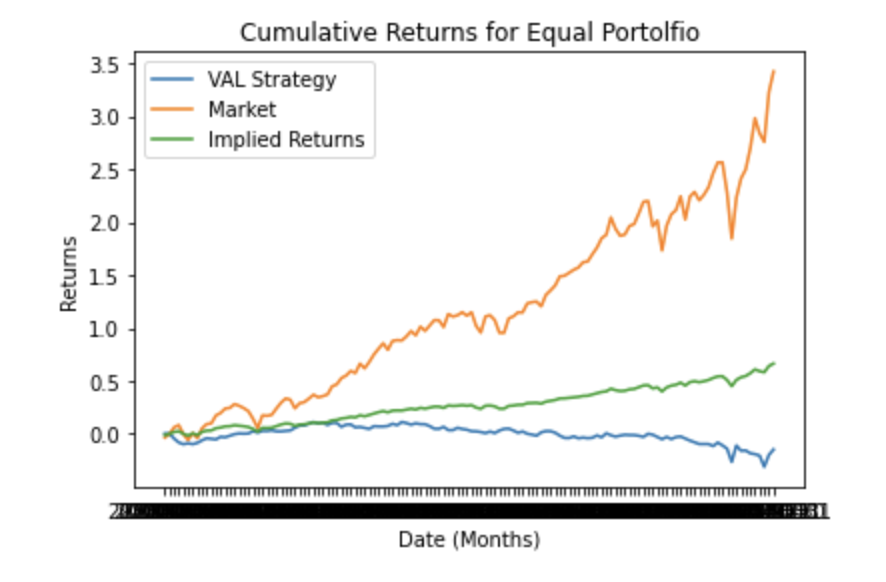 Cumulative Returns for Equal Portolfio
3.5
3.0
2.5
2.0
1.5
1.0
0.5
0.0
VAL Strategy
Market
Implied Returns
Returns
Date (Months)